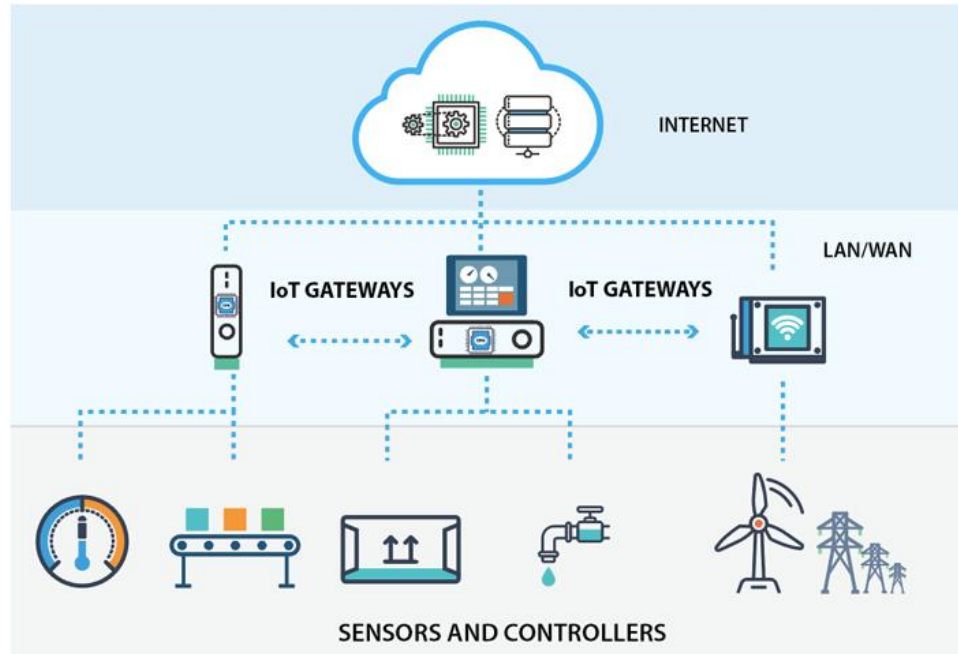 INTERNET
LAN/WAN
IoT GATEWAYS
IoT GATEWAYS
SENSORS AND CONTROLLERS